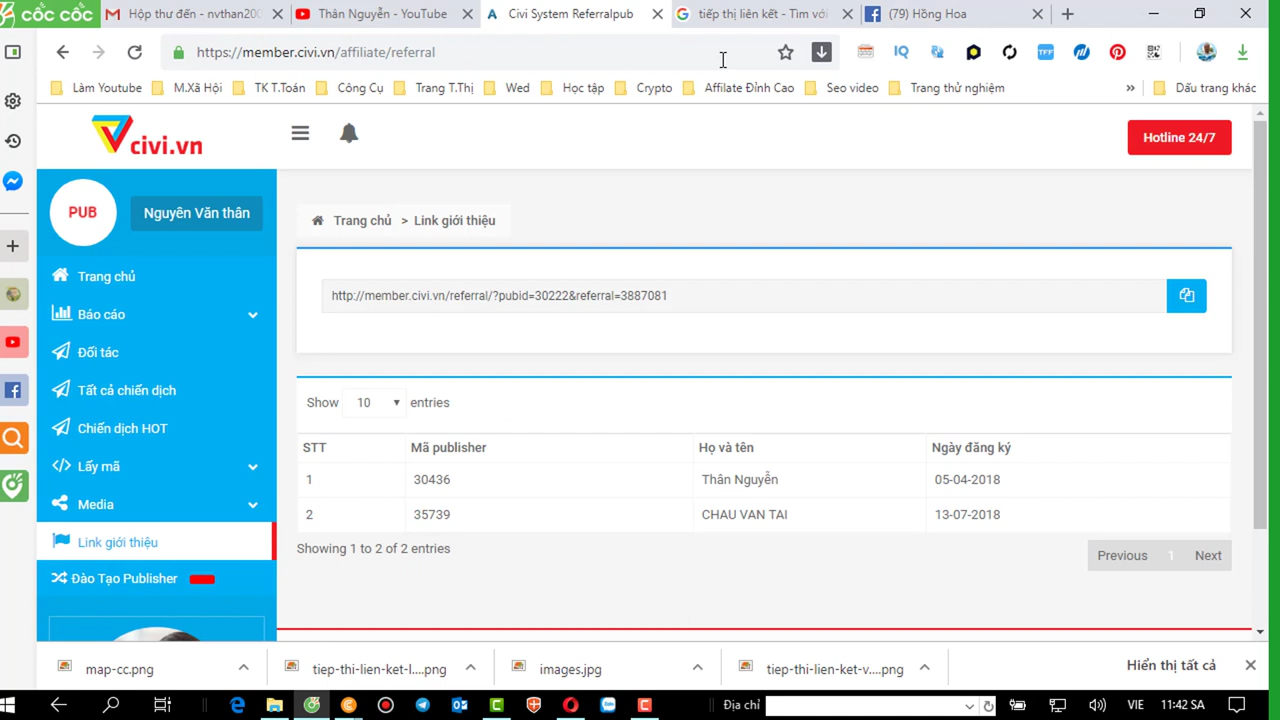 cốc cốc
Hộp thư đến - nvthan200
Thân Nguyễn - YouTube
Civi System Referralpub
tiếp thị liên kết - Tìm với
(79) Hồng Hoa
https://member.civi.vn/affiliate/referral
Làm Youtube
M.Xã Hội
TK T.Toán
Công Cụ
Trang T.Thị
Wed
Học tập
Crypto
Affilate Đỉnh Cao
Seo video
Trang thử nghiệm
»
Dấu trang khác
civi.vn
Hotline 24/7
PUB
Nguyên Văn thân
Trang chủ
Báo cáo
Đối tác
Tất cả chiến dịch
Chiến dịch HOT
Lấy mã
Media
Link giới thiệu
Đào Tạo Publisher
Trang chủ > Link giới thiệu
http://member.civi.vn/referral/?pubid=30222&referral=3887081
Show 10 entries
STT Mã publisher Họ và tên Ngày đăng ký
1 30436 Thân Nguyễn 05-04-2018
2 35739 CHAU VAN TAI 13-07-2018
Showing 1 to 2 of 2 entries
Previous 1 Next
map-cc.png
tiep-thi-lien-ket-l....png
images.jpg
tiep-thi-lien-ket-v....png
Hiển thị tất cả
Địa chỉ
VIE
11:42 SA